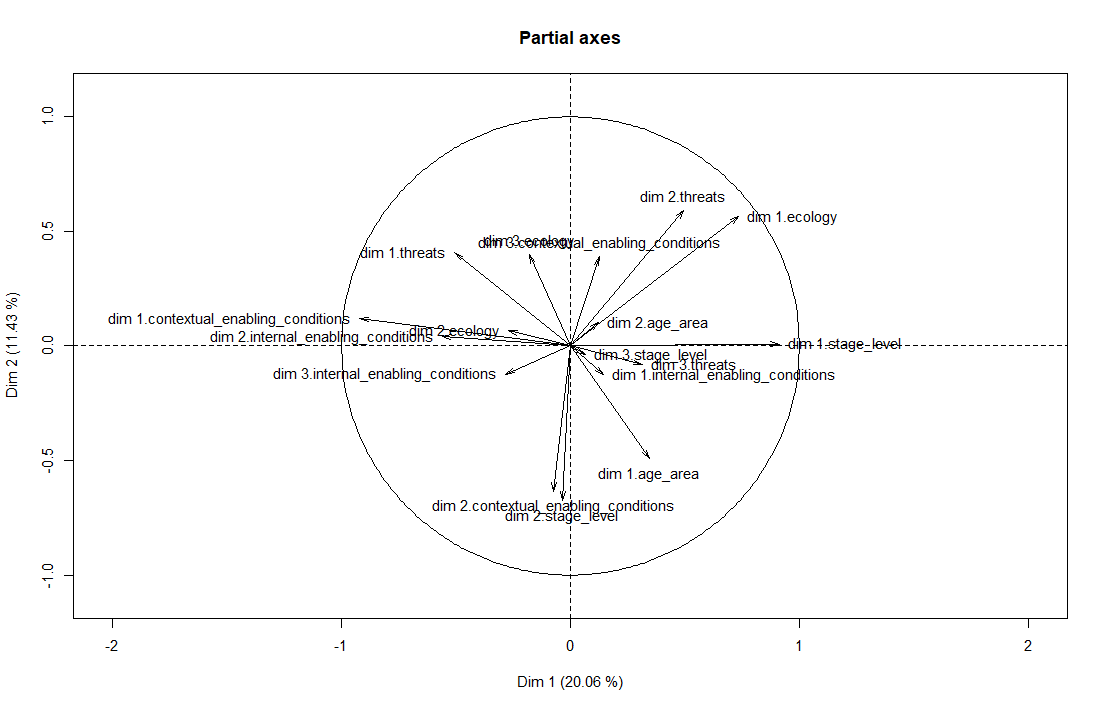 Partial axes
Dim 2 (11.43 %)
1.0
0.5
0.0
-0.5
-1.0
dim 2.threats
dim 1.ecology
dim 3.ecology
dim 3.contextual_enabling_conditions
dim 1.threats
dim 1.contextual_enabling_conditions
dim 2.age_area
dim 2.ecology
dim 2.internal_enabling_conditions
dim 1.stage_level
dim 3.stage_level
dim 3.threats
dim 3.internal_enabling_conditions
dim 1.internal_enabling_conditions
dim 1.age_area
dim 2.contextual_enabling_conditions
dim 2.stage_level
-2
-1
0
1
2
Dim 1 (20.06 %)